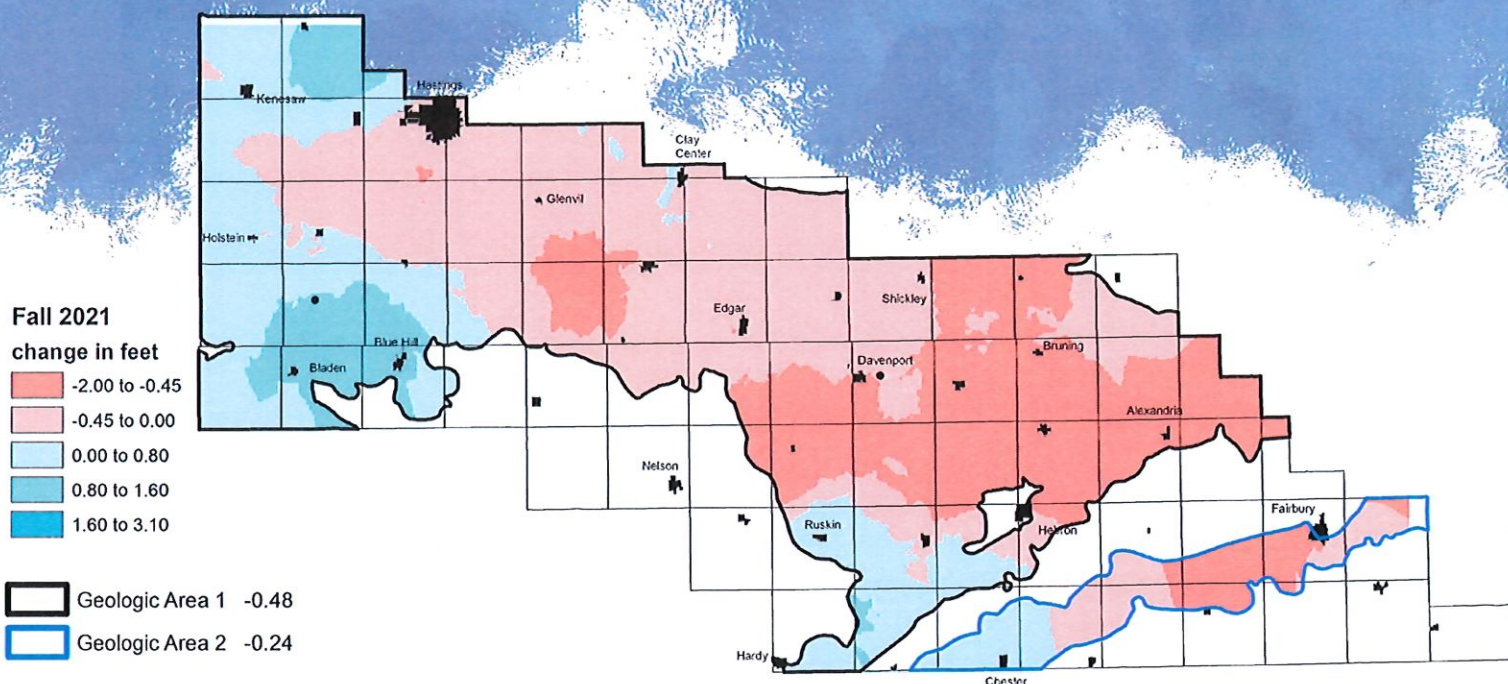 Hastings
Kenesaw
Clay
Center
Glenvil
Holstein
Shickley
Edgar
Fall 2021
change in feet
-2.00 to -0.45
-0.45 to 0.00
0.00 to 0.80
0.80 to 1.60
1.60 to 3.10
Blue Hill
Bladen
Bruning
Davenport
Alexandria
Nelson
Ruskin
Hebron
Fairbury
Geologic Area 1 -0.48
Geologic Area 2 -0.24
Hardy
Chester